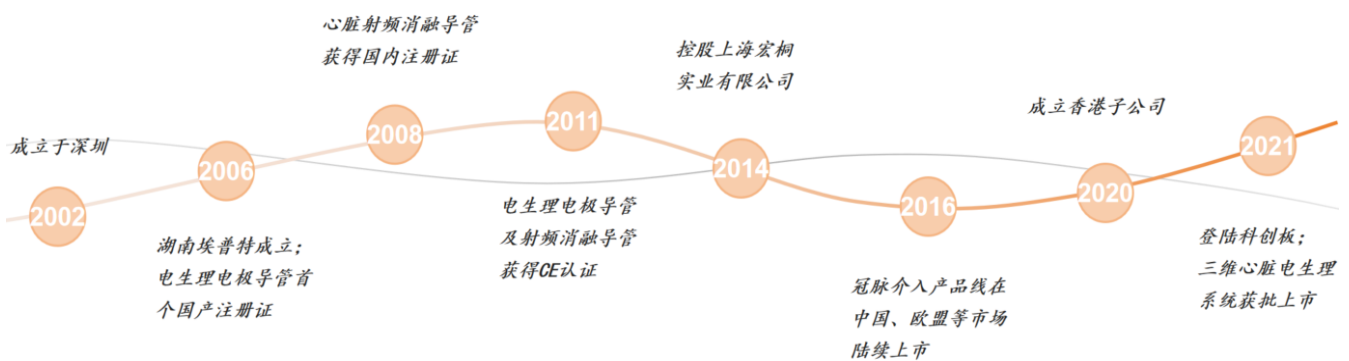 成立于深圳
2002
2006
湖南埃普特成立；
电生理电极导管首
个国产注册证
心脏射频消融导管
获得国内注册证
2008
2011
电生理电极导管
及射频消融导管
获得CE认证
控股上海宏桐
实业有限公司
2014
2016
冠脉介入产品线在
中国、欧盟等市场
陆续上市
成立香港子公司
2020
2021
登陆科创板；
三维心脏电生理
系统获批上市